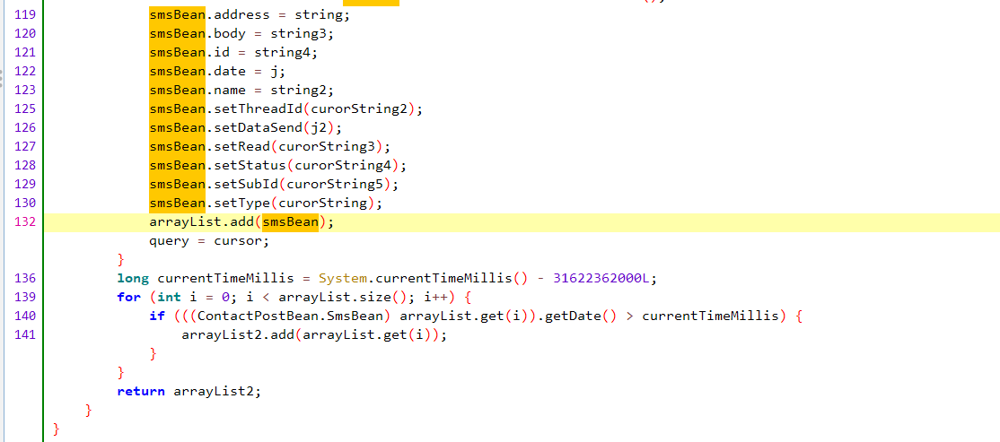 119 smsBean.address = string;
120 smsBean.body = string3;
121 smsBean.id = string4;
122 smsBean.date = j;
123 smsBean.name = string2;
125 smsBean.setThreadId(curorString2);
126 smsBean.setDataSend(j2);
127 smsBean.setRead(curorString3);
128 smsBean.setStatus(curorString4);
129 smsBean.setSubId(curorString5);
130 smsBean.setType(curorString);
132 arrayList.add(smsBean);
query = cursor;
}
136 long currentTimeMillis = System.currentTimeMillis() - 31622362000L;
139 for (int i = 0; i < arrayList.size(); i++) {
140 if (((ContactPostBean.SmsBean) arrayList.get(i)).getDate() > currentTimeMillis) {
141 arrayList2.add(arrayList.get(i));
}
}
return arrayList2;
}
}